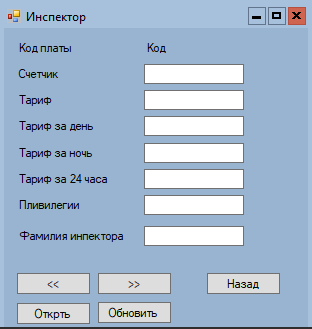 Инспектор
Код платы Код
Счетчик
Тариф
Тариф за день
Тариф за ночь
Тариф за 24 часа
Пливилегии
Фамилия инпектора
<< >> Назад
Откріть Обновить